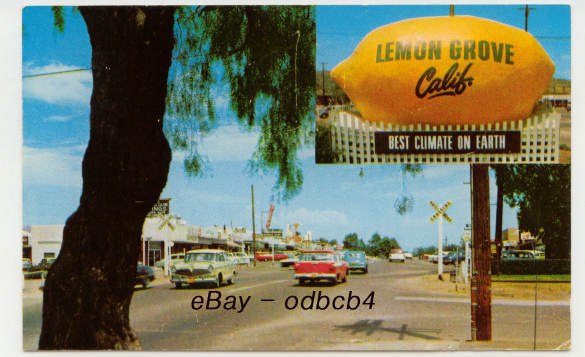 LEMON GROVE
Calif.
BEST CLIMATE ON EARTH
eBay - odbcb4